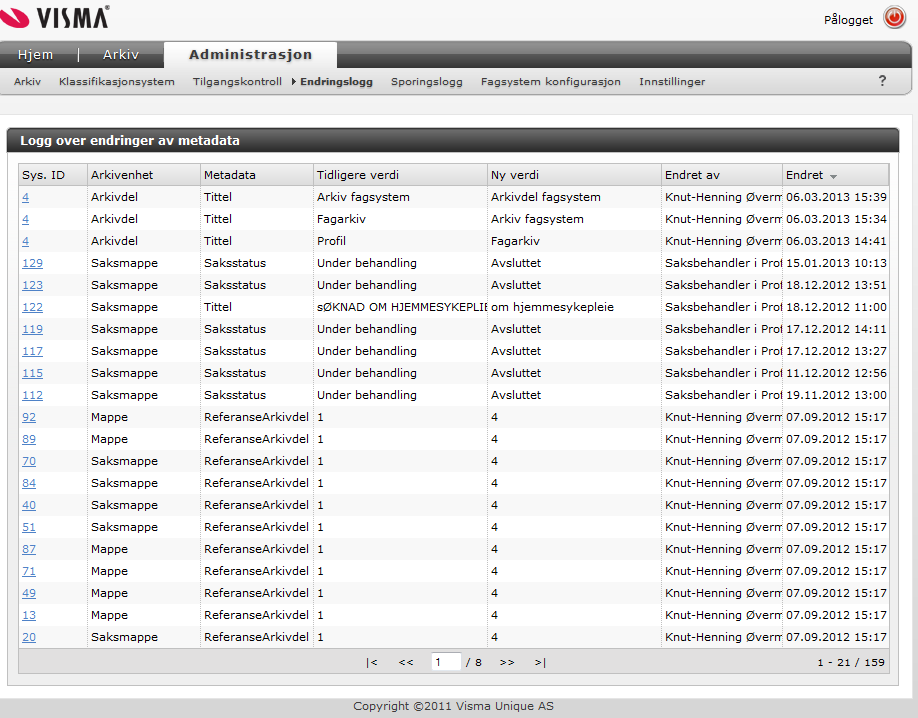 VISMA®
Pålogget
Hjem | Arkiv Administrasjon
Arkiv Klassifikasjonsystem Tilgangskontroll Endringslogg Sporingslogg Fagsystem konfigurasjon Innstillinger ?
Logg over endringer av metadata
Sys. ID Arkivenhet Metadata Tidligere verdi Ny verdi Endret av Endret
4 Arkivdel Tittel Arkiv fagsystem Arkivdel fagsystem Knut-Henning Øverm 06.03.2013 15:39
4 Arkivdel Tittel Fagarkiv Arkiv fagsystem Knut-Henning Øverm 06.03.2013 15:34
4 Arkivdel Tittel Profil Fagarkiv Knut-Henning Øverm 06.03.2013 14:41
129 Saksmappe Saksstatus Under behandling Avsluttet Saksbehandler i Prof 15.01.2013 10:13
123 Saksmappe Saksstatus Under behandling Avsluttet Saksbehandler i Prof 18.12.2012 13:51
122 Saksmappe Tittel sØKNAD OM HJEMMESYKEPLIE om hjemmesykepleie Saksbehandler i Prof 18.12.2012 11:00
119 Saksmappe Saksstatus Under behandling Avsluttet Saksbehandler i Prof 17.12.2012 14:11
117 Saksmappe Saksstatus Under behandling Avsluttet Saksbehandler i Prof 17.12.2012 13:27
115 Saksmappe Saksstatus Under behandling Avsluttet Saksbehandler i Prof 11.12.2012 12:56
112 Saksmappe Saksstatus Under behandling Avsluttet Saksbehandler i Prof 19.11.2012 13:00
92 Mappe ReferanseArkivdel 1 4 Knut-Henning Øverm 07.09.2012 15:17
89 Mappe ReferanseArkivdel 1 4 Knut-Henning Øverm 07.09.2012 15:17
70 Saksmappe ReferanseArkivdel 1 4 Knut-Henning Øverm 07.09.2012 15:17
84 Saksmappe ReferanseArkivdel 1 4 Knut-Henning Øverm 07.09.2012 15:17
40 Saksmappe ReferanseArkivdel 1 4 Knut-Henning Øverm 07.09.2012 15:17
51 Saksmappe ReferanseArkivdel 1 4 Knut-Henning Øverm 07.09.2012 15:17
87 Mappe ReferanseArkivdel 1 4 Knut-Henning Øverm 07.09.2012 15:17
71 Mappe ReferanseArkivdel 1 4 Knut-Henning Øverm 07.09.2012 15:17
49 Mappe ReferanseArkivdel 1 4 Knut-Henning Øverm 07.09.2012 15:17
13 Mappe ReferanseArkivdel 1 4 Knut-Henning Øverm 07.09.2012 15:17
20 Saksmappe ReferanseArkivdel 1 4 Knut-Henning Øverm 07.09.2012 15:17
|< << 1 / 8 >> >| 1 - 21 / 159
Copyright ©2011 Visma Unique AS